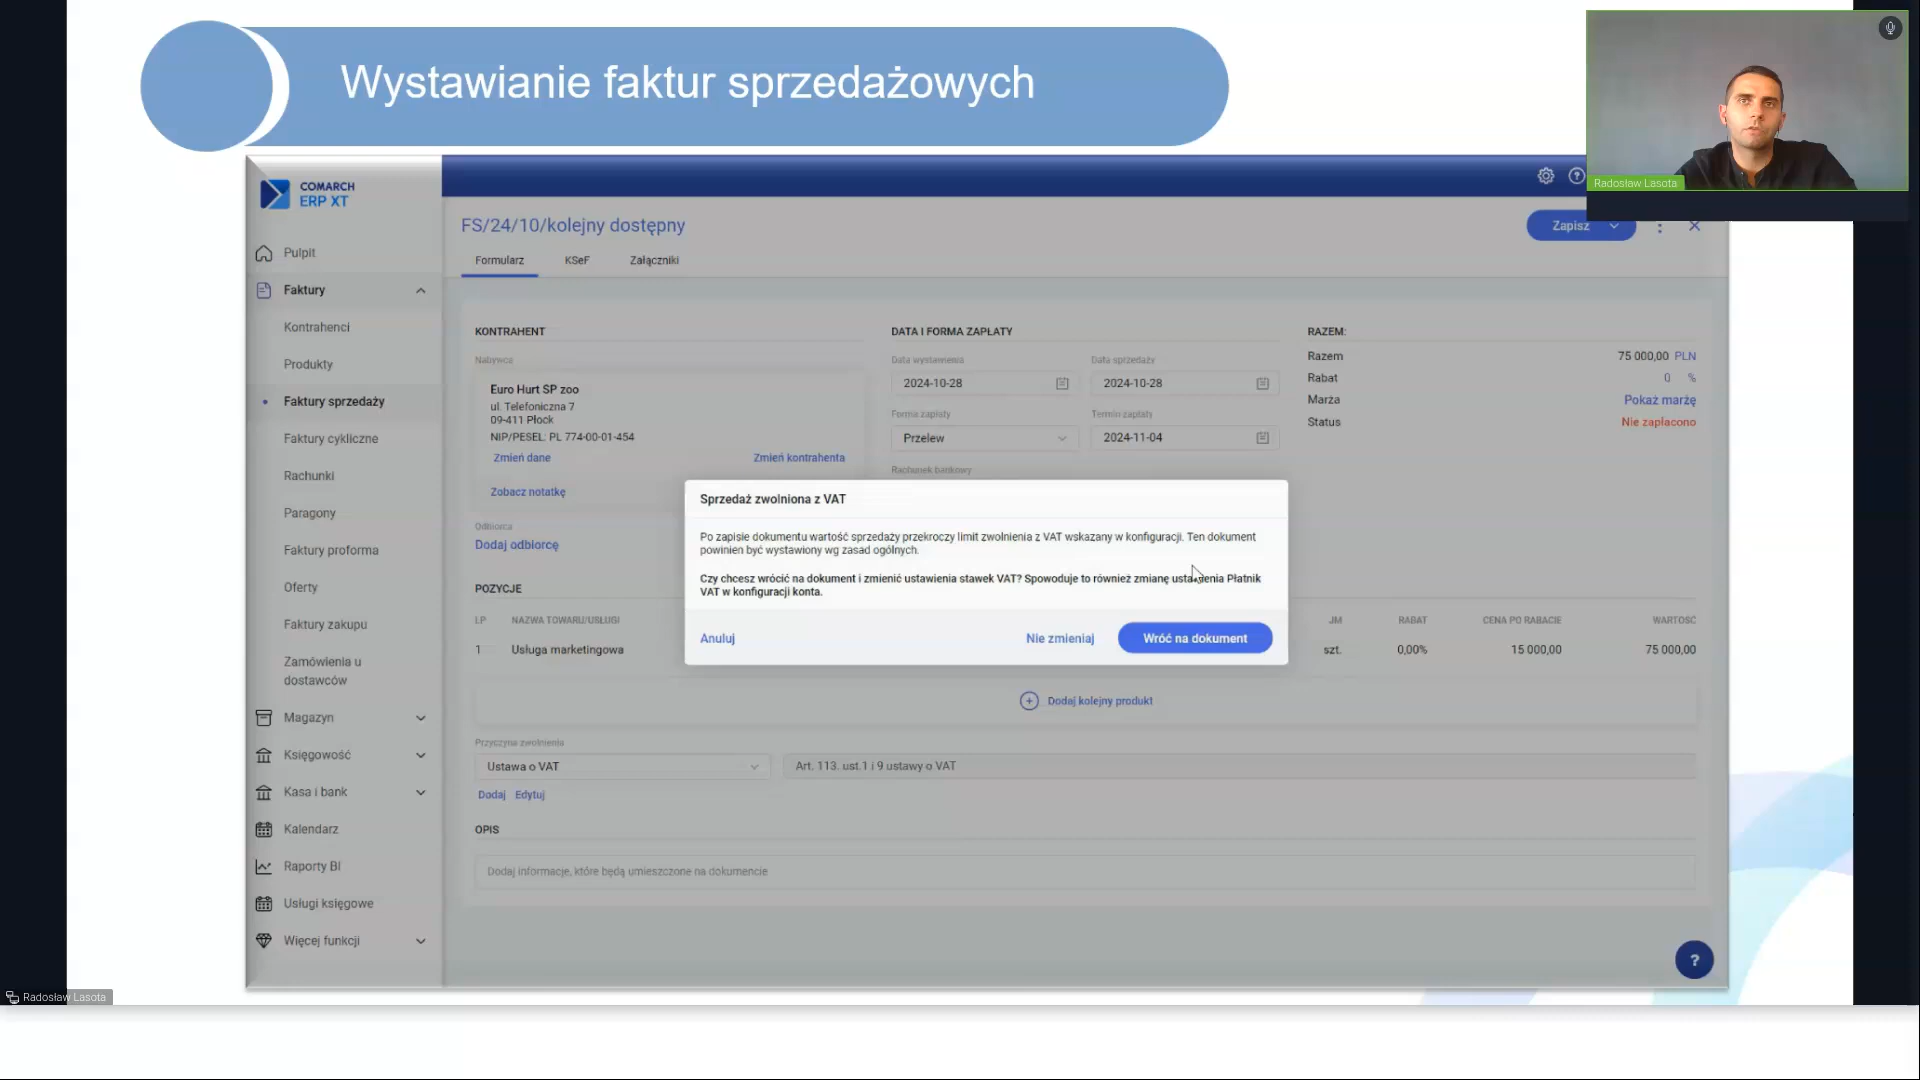 Wystawianie faktur sprzedażowych
Radosław Lasota
COMARCH
ERP XT
FS/24/10/kolejny dostępny
Zapisz
Formularz
KSeF
Załączniki
Pulpit
Faktury
Kontrahenci
Produkty
Faktury sprzedaży
Faktury cykliczne
Rachunki
Paragony
Faktury proforma
Oferty
Faktury zakupu
Zamówienia u
dostawców
Magazyn
Księgowość
Kasa i bank
Kalendarz
Raporty BI
Usługi księgowe
Więcej funkcji
KONTRAHENT
Nabywca
Euro Hurt SP zoo
ul. Telefoniczna 7
09-411 Płock
NIP/PESEL: PL 774-00-01-454
Zmień dane
Zmień kontrahenta
Zobacz notatkę
Odbiorca
Dodaj odbiorcę
DATA I FORMA ZAPŁATY
Data wystawienia
Data sprzedaży
2024-10-28
2024-10-28
Forma zapłaty
Termin zapłaty
Przelew
2024-11-04
Rachunek bankowy
RAZEM:
Razem
75 000,00 PLN
Rabat
0 %
Marża
Pokaż marżę
Status
Nie zapłacono
Sprzedaż zwolniona z VAT
Po zapisie dokumentu wartość sprzedaży przekroczy limit zwolnienia z VAT wskazany w konfiguracji. Ten dokument
powinien być wystawiony wg zasad ogólnych.
Czy chcesz wrócić na dokument i zmienić ustawienia stawek VAT? Spowoduje to również zmianę ustawienia Płatnik
VAT w konfiguracji konta.
Anuluj
Nie zmieniaj
Wróć na dokument
POZYCJE
LP
NAZWA TOWARU/USŁUGI
JM
RABAT
CENA PO RABACIE
WARTOŚĆ
1
Usługa marketingowa
szt.
0,00%
15 000,00
75 000,00
Dodaj kolejny produkt
Przyczyna zwolnienia
Ustawa o VAT
Art. 113. ust.1 i 9 ustawy o VAT
Dodaj
Edytuj
OPIS
Dodaj informacje, które będą umieszczone na dokumencie
?
Radosław Lasota